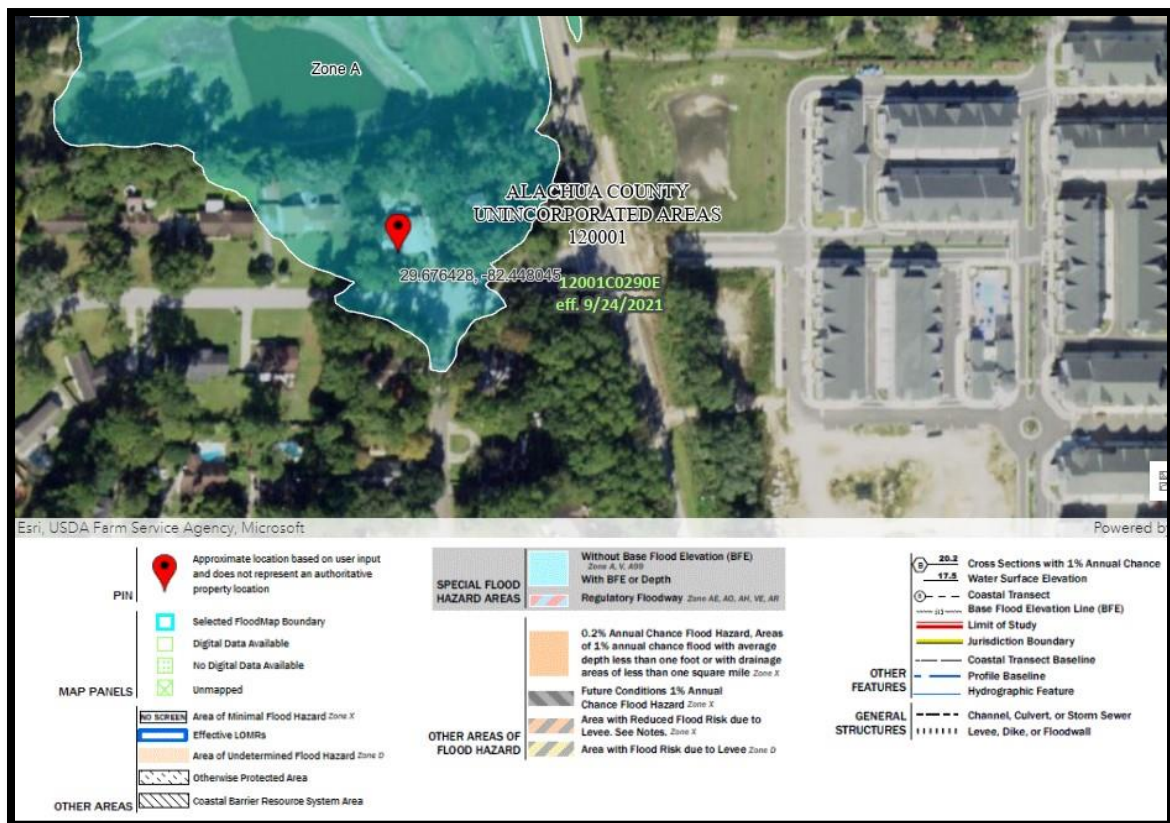 Zone A
ALACHUA COUNTY
UNINCORPORATED AREAS
120001
29.676428, -82.448045
12001C0290E
eff. 9/24/2021
Esri, USDA Farm Service Agency, Microsoft
Powered by
PIN
Approximate location based on user input
and does not represent an authoritative
property location
Selected FloodMap Boundary
Digital Data Available
No Digital Data Available
Unmapped
MAP PANELS
NO SCREEN Area of Minimal Flood Hazard Zone X
Effective LOMRs
Area of Undetermined Flood Hazard Zone D
Otherwise Protected Area
Coastal Barrier Resource System Area
OTHER AREAS
SPECIAL FLOOD
HAZARD AREAS
Without Base Flood Elevation (BFE)
Zone A, V, A99
With BFE or Depth
Regulatory Floodway Zone AE, AO, AH, VE, AR
0.2% Annual Chance Flood Hazard, Areas
of 1% annual chance flood with average
depth less than one foot or with drainage
areas of less than one square mile Zone X
Future Conditions 1% Annual
Chance Flood Hazard Zone X
Area with Reduced Flood Risk due to
Levee. See Notes. Zone X
Area with Flood Risk due to Levee Zone D
OTHER AREAS OF
FLOOD HAZARD
20.2 Cross Sections with 1% Annual Chance
17.5 Water Surface Elevation
Coastal Transect
Base Flood Elevation Line (BFE)
Limit of Study
Jurisdiction Boundary
Coastal Transect Baseline
Profile Baseline
Hydrographic Feature
OTHER
FEATURES
GENERAL
STRUCTURES
Channel, Culvert, or Storm Sewer
Levee, Dike, or Floodwall